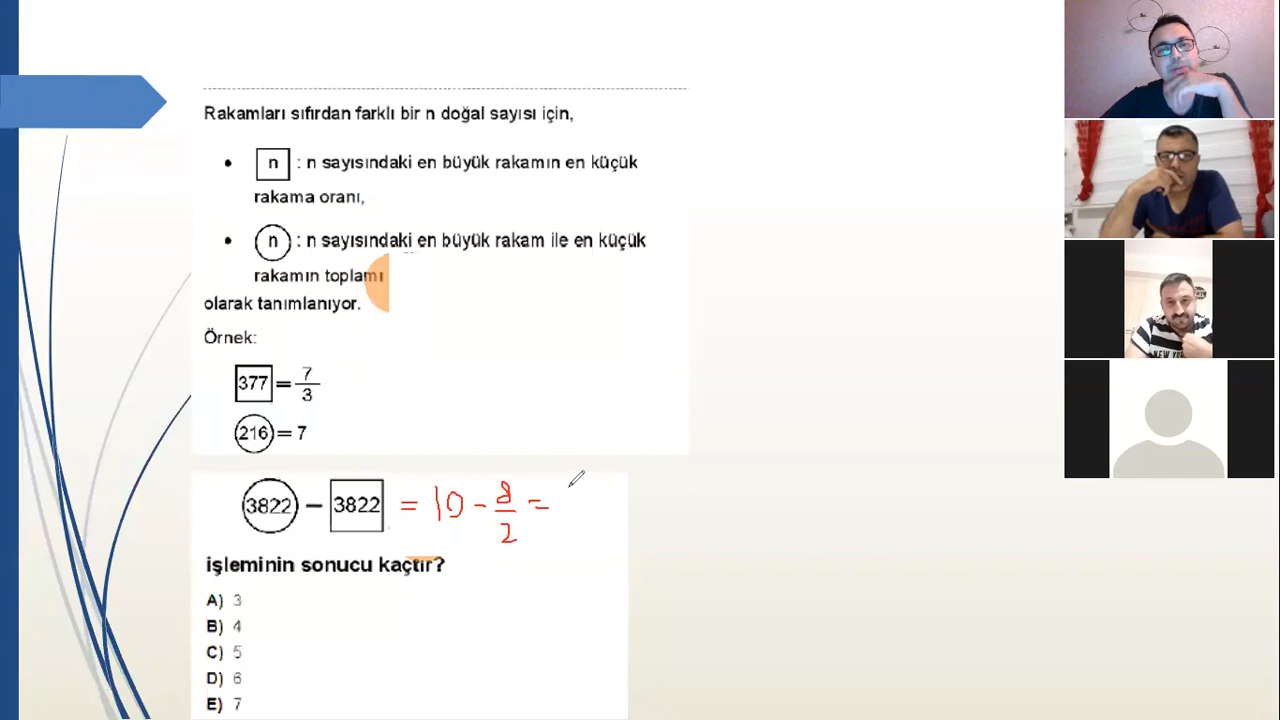 Rakamları sıfırdan farklı bir n doğal sayısı için,
• n : n sayısındaki en büyük rakamın en küçük
rakama oranı,
• n : n sayısındaki en büyük rakam ile en küçük
rakamın toplamı
olarak tanımlanıyor.
Örnek:
377 = 7/3
216 = 7
3822 − 3822 = 10 - 8/2 =
işleminin sonucu kaçtır?
A) 3
B) 4
C) 5
D) 6
E) 7
NEW YORK